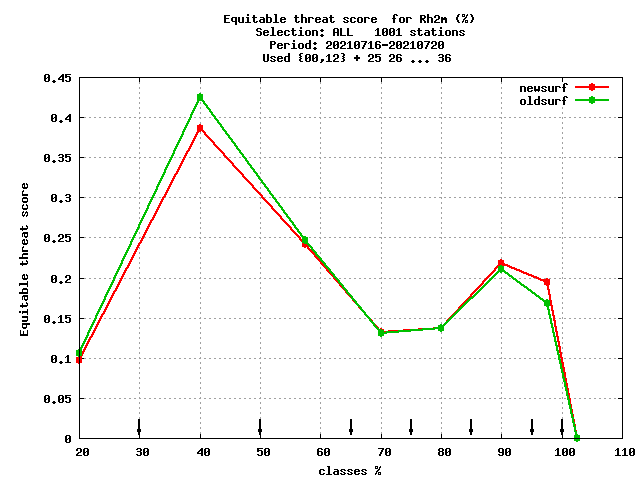 Equitable threat score  for Rh2m (%)
Selection: ALL   1001 stations
Period: 20210716-20210720
Used {00,12} + 25 26 ... 36
newsurf
oldsurf
0.45
0.4
0.35
0.3
0.25
0.2
0.15
0.1
0.05
0
Equitable threat score
20 30 40 50 60 70 80 90 100 110
classes %